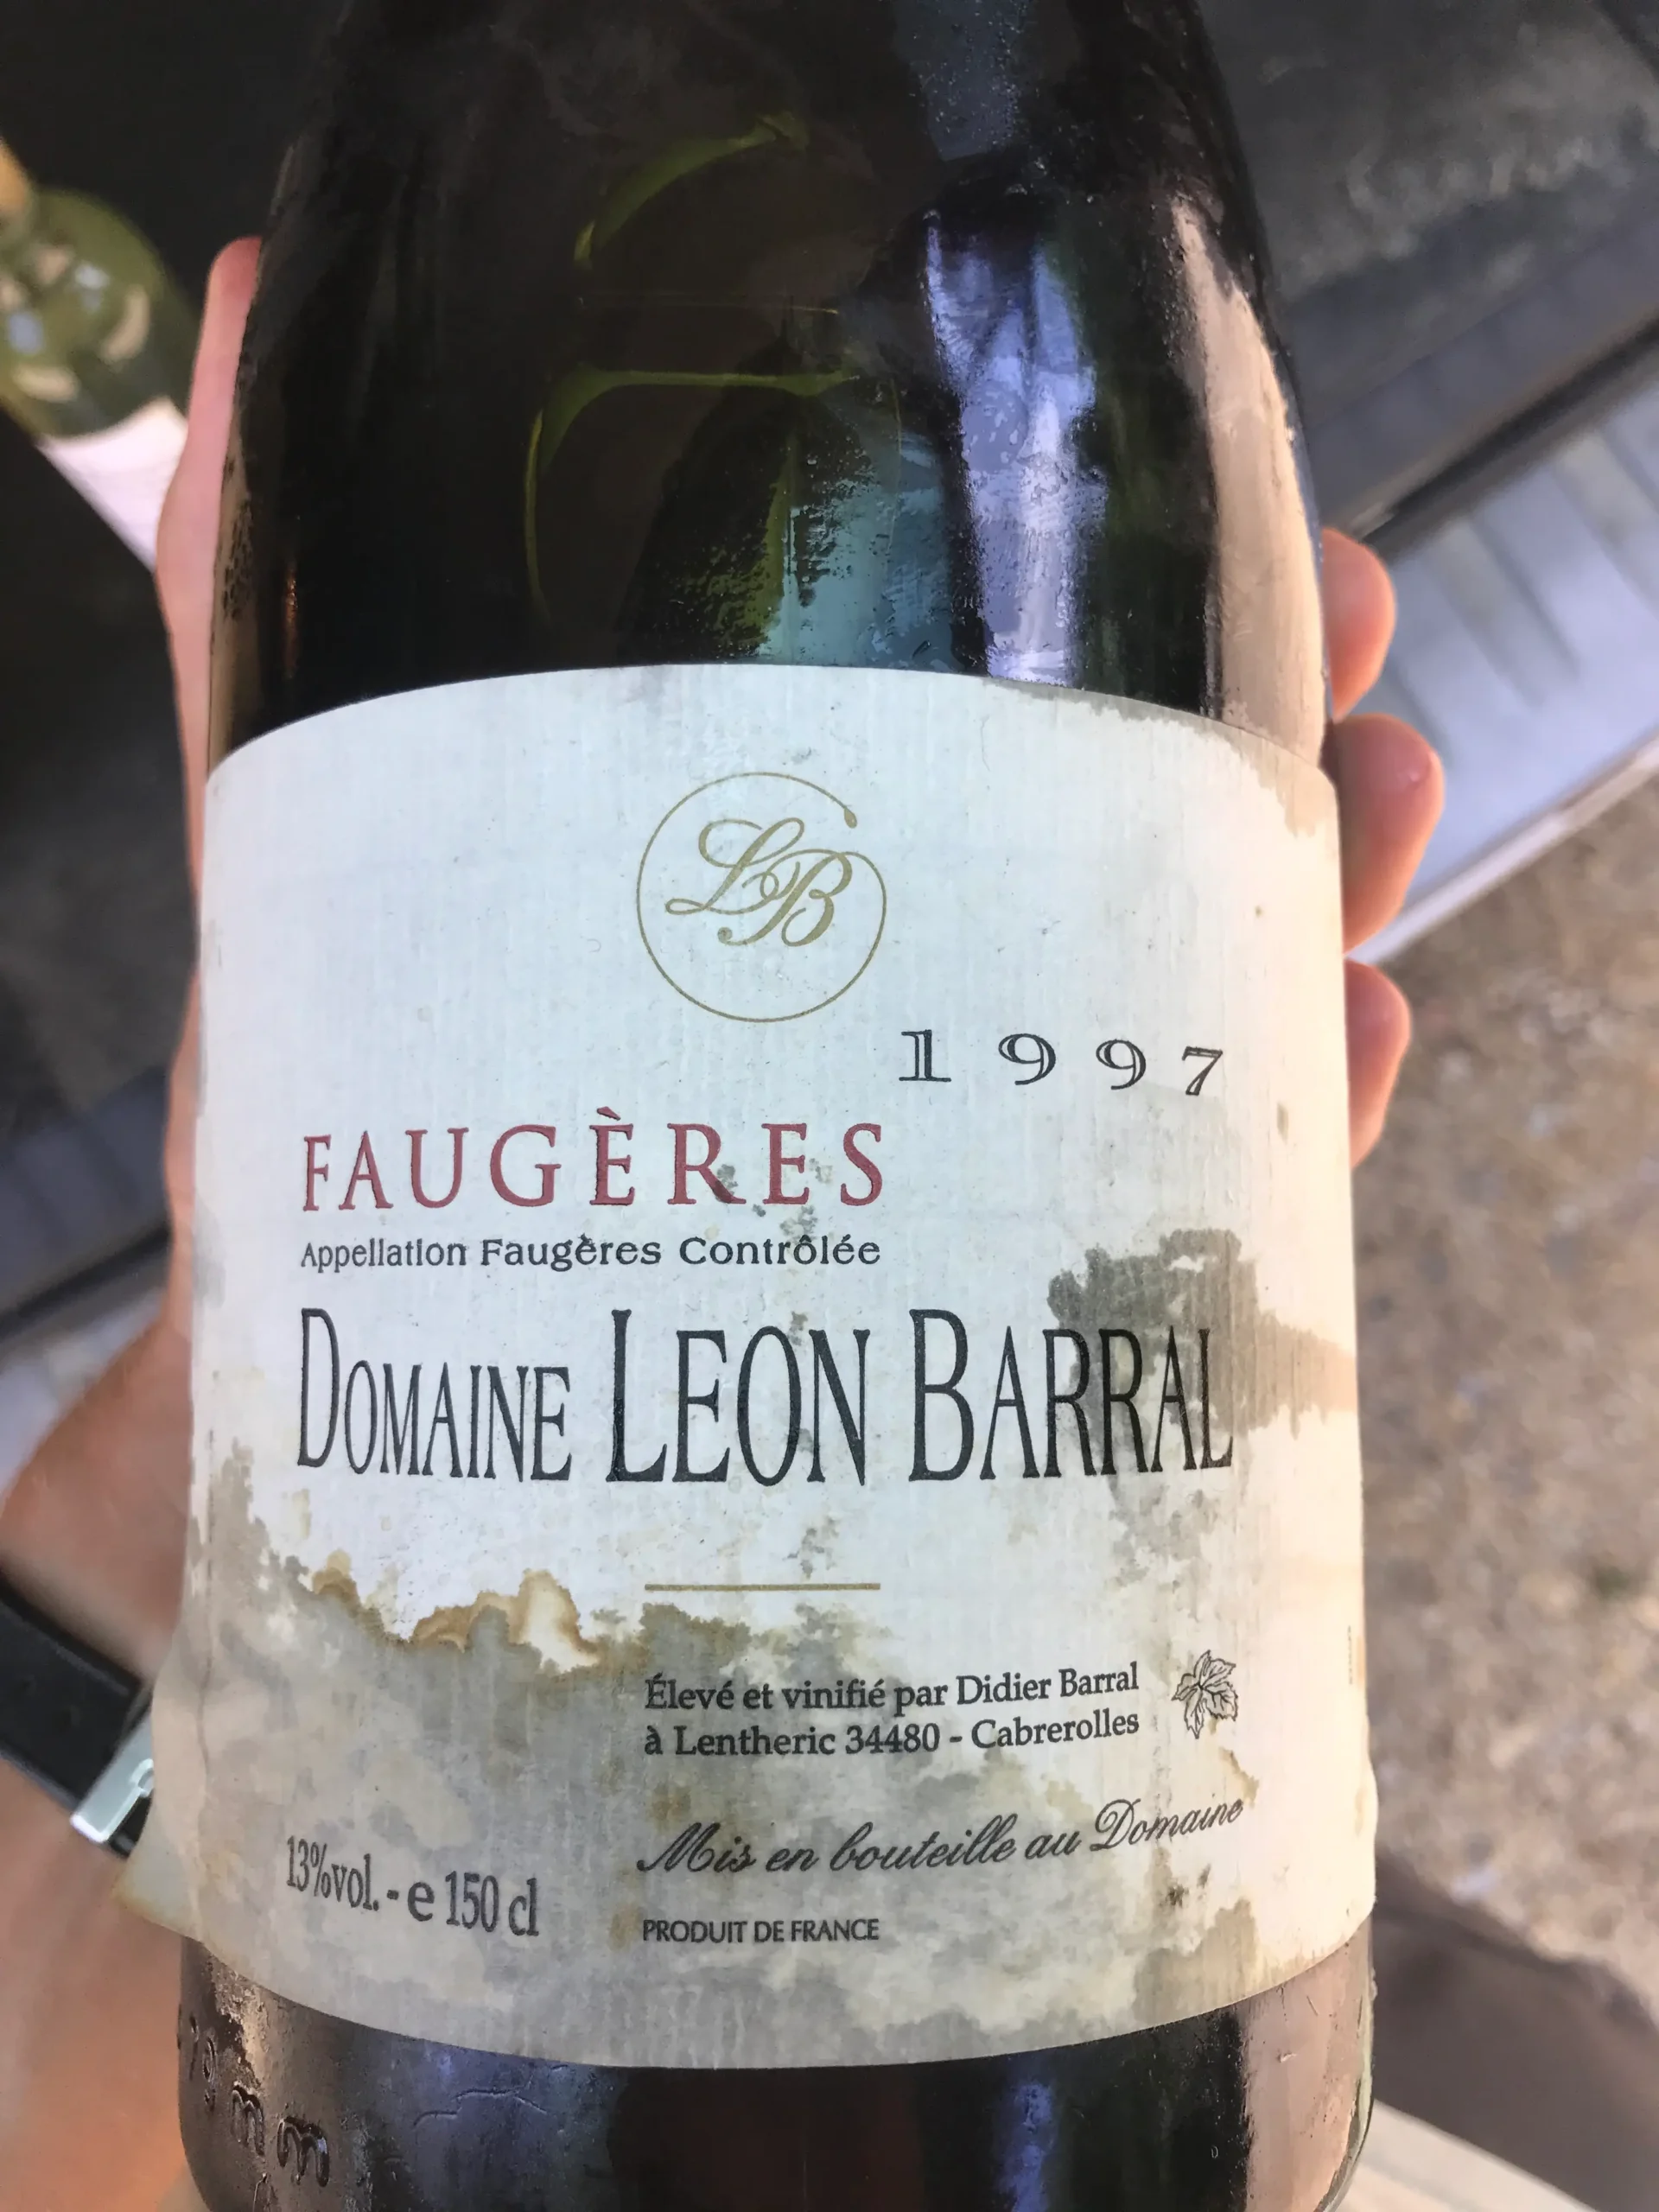 LB
1997
FAUGÈRES
Appellation Faugères Contrôlée
DOMAINE LEON BARRAL
Élevé et vinifié par Didier Barral
à Lentheric 34480 - Cabrerolles
Mis en bouteille au Domaine
13%vol. - e 150 cl
PRODUIT DE FRANCE
mm